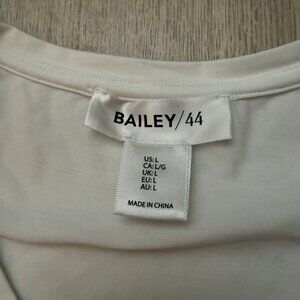 BAILEY/44
US: L
CA: L/G
UK: L
EU: L
AU: L
MADE IN CHINA